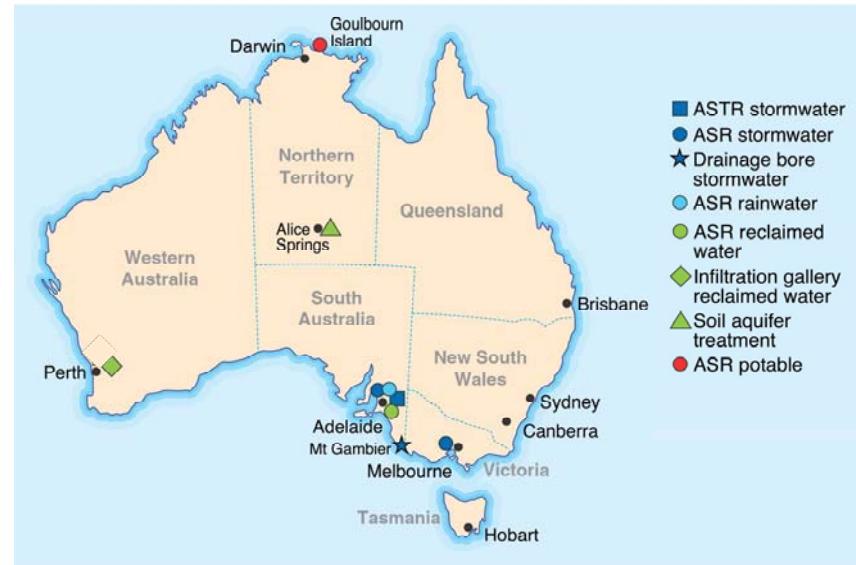 Goulbourn
Island
Darwin
Northern
Territory
Queensland
Alice
Springs
Western
Australia
South
Australia
Brisbane
New South
Wales
Perth
Sydney
Adelaide
Canberra
Mt Gambier
Melbourne
Victoria
Tasmania
Hobart
ASTR stormwater
ASR stormwater
Drainage bore
stormwater
ASR rainwater
ASR reclaimed
water
Infiltration gallery
reclaimed water
Soil aquifer
treatment
ASR potable